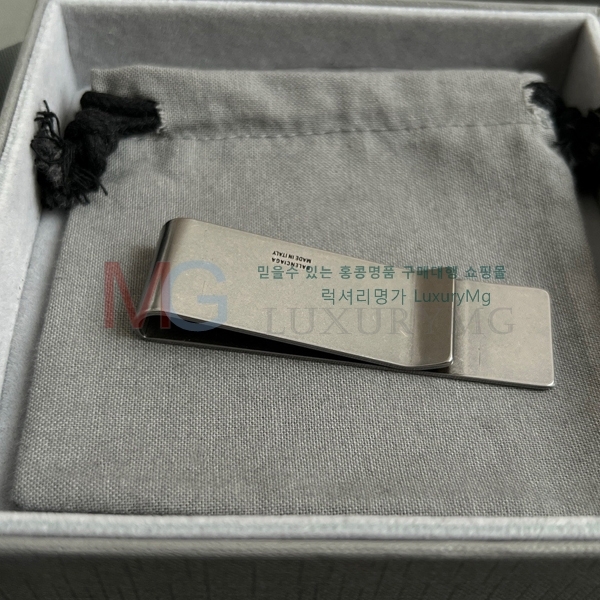 BALENCIAGA
MADE IN ITALY
믿을수 있는 홍콩명품 구매대행 쇼핑몰
럭셔리명가 LuxuryMg
MG LUXURYMG